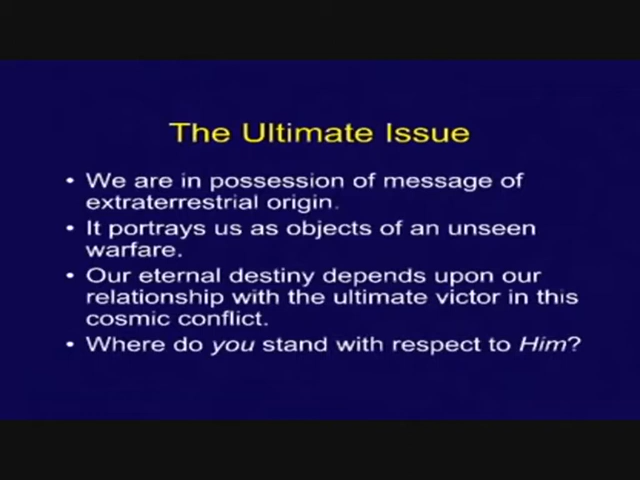 The Ultimate Issue
• We are in possession of message of
extraterrestrial origin.
• It portrays us as objects of an unseen
warfare.
• Our eternal destiny depends upon our
relationship with the ultimate victor in this
cosmic conflict.
• Where do you stand with respect to Him?